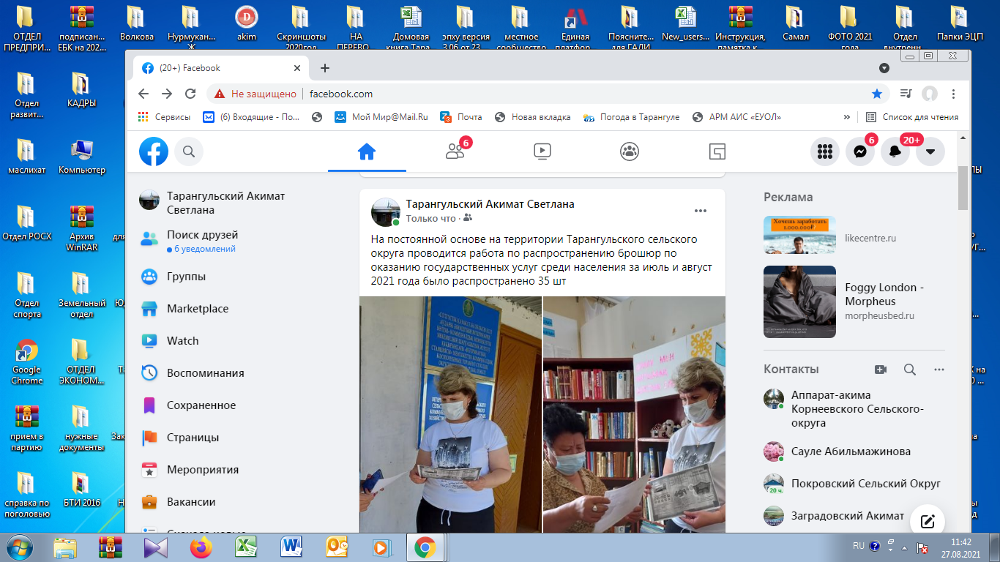 ОТДЕЛ
ПРЕДПРИ...
подписан...
ЕБК на 202...
Волкова
Нурмукан...
Ж
akim
Скриншоты
2020год
НА
ПЕРЕВО...
Домовая
книга Тара...
эпху версия
3.06 от 23...
местное
сообщество
Единая
платфор...
Пояснител...
для ГАЛИ
New_users...
Инструкция,
памятка к...
Самал
ФОТО 2021
года
Отдел
внутренн...
Папки ЭЦП
Отдел
развит...
КАДРЫ
маслихат
Компьютер
Отдел РОСХ
Архив
WinRAR
Отдел
спорта
Земельный
отдел
Google
Chrome
ОТДЕЛ
ЭКОНОМ...
прием в
партию
нужные
документы
справка по
поголовью
БТИ 2016
(20+) Facebook
Не защищено
facebook.com
Сервисы
(6) Входящие - По...
Мой Мир@Mail.Ru
Почта
Новая вкладка
Погода в Тарангуле
АРМ АИС «ЕУОЛ»
»
Список для чтения
6
6
20+
Тарангульский Акимат
Светлана
Поиск друзей
6 уведомлений
Группы
Marketplace
Watch
Воспоминания
Сохраненное
Страницы
Мероприятия
Вакансии
Тарангульский Акимат Светлана
Только что ·
На постоянной основе на территории Тарангульского сельского
округа проводится работа по распространению брошюр по
оказанию государственных услуг среди населения за июль и август
2021 года было распространено 35 шт
Реклама
Хочешь заработать
1.000.000₽
likecentre.ru
Foggy London -
Morpheus
morpheusbed.ru
Контакты
Аппарат-акима
Корнеевского Сельского-
округа
Сауле Абильмажинова
Покровский Сельский Округ
20 ч.
Заградовский Акимат
RU
11:42
27.08.2021